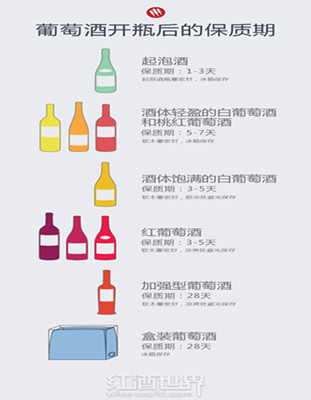 葡萄酒开瓶后的保质期
起泡酒
保质期：1-3天
起泡酒瓶塞密封，冰箱保存
酒体轻盈的白葡萄酒
和桃红葡萄酒
保质期：5-7天
软木塞密封，冰箱保存
酒体饱满的白葡萄酒
保质期：3-5天
软木塞密封，阴凉处避光保存
红葡萄酒
保质期：3-5天
软木塞密封，凉爽处避光保存
加强型葡萄酒
保质期：28天
软木塞密封，凉爽处避光保存
盒装葡萄酒
保质期：28天
冰箱保存
红酒世界
wine-world.com